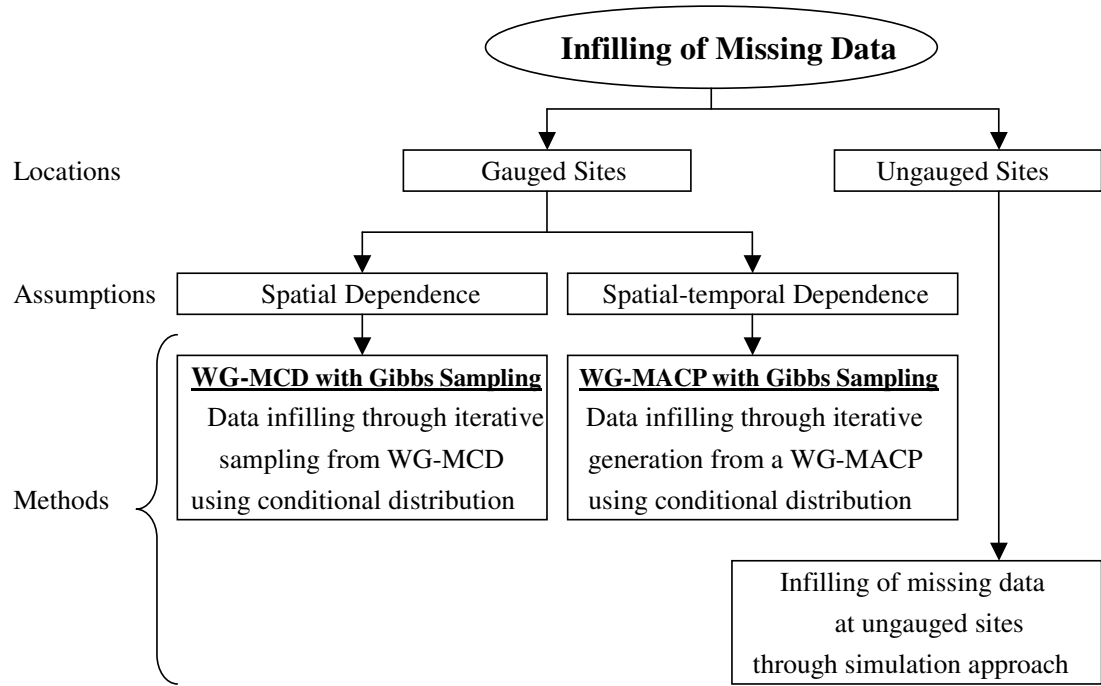 Infilling of Missing Data
Locations
Gauged Sites
Ungauged Sites
Assumptions
Spatial Dependence
Spatial-temporal Dependence
Methods
WG-MCD with Gibbs Sampling
Data infilling through iterative
sampling from WG-MCD
using conditional distribution
WG-MACP with Gibbs Sampling
Data infilling through iterative
generation from a WG-MACP
using conditional distribution
Infilling of missing data
at ungauged sites
through simulation approach